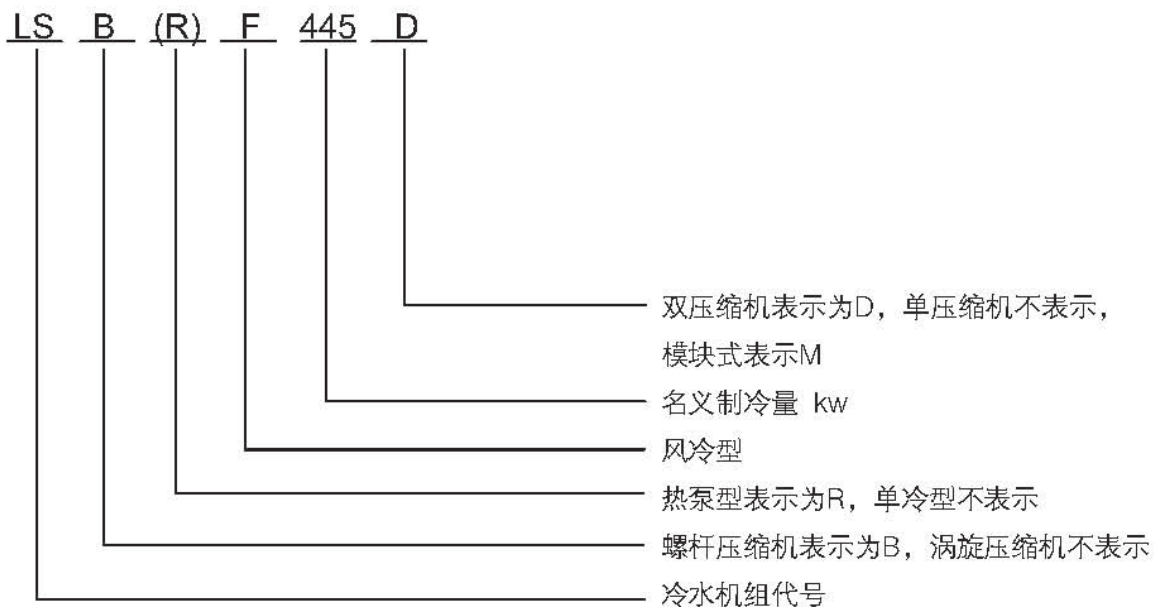 LS B (R) F 445 D
双压缩机表示为D，单压缩机不表示，
模块式表示M
名义制冷量 kw
风冷型
热泵型表示为R，单冷型不表示
螺杆压缩机表示为B，涡旋压缩机不表示
冷水机组代号